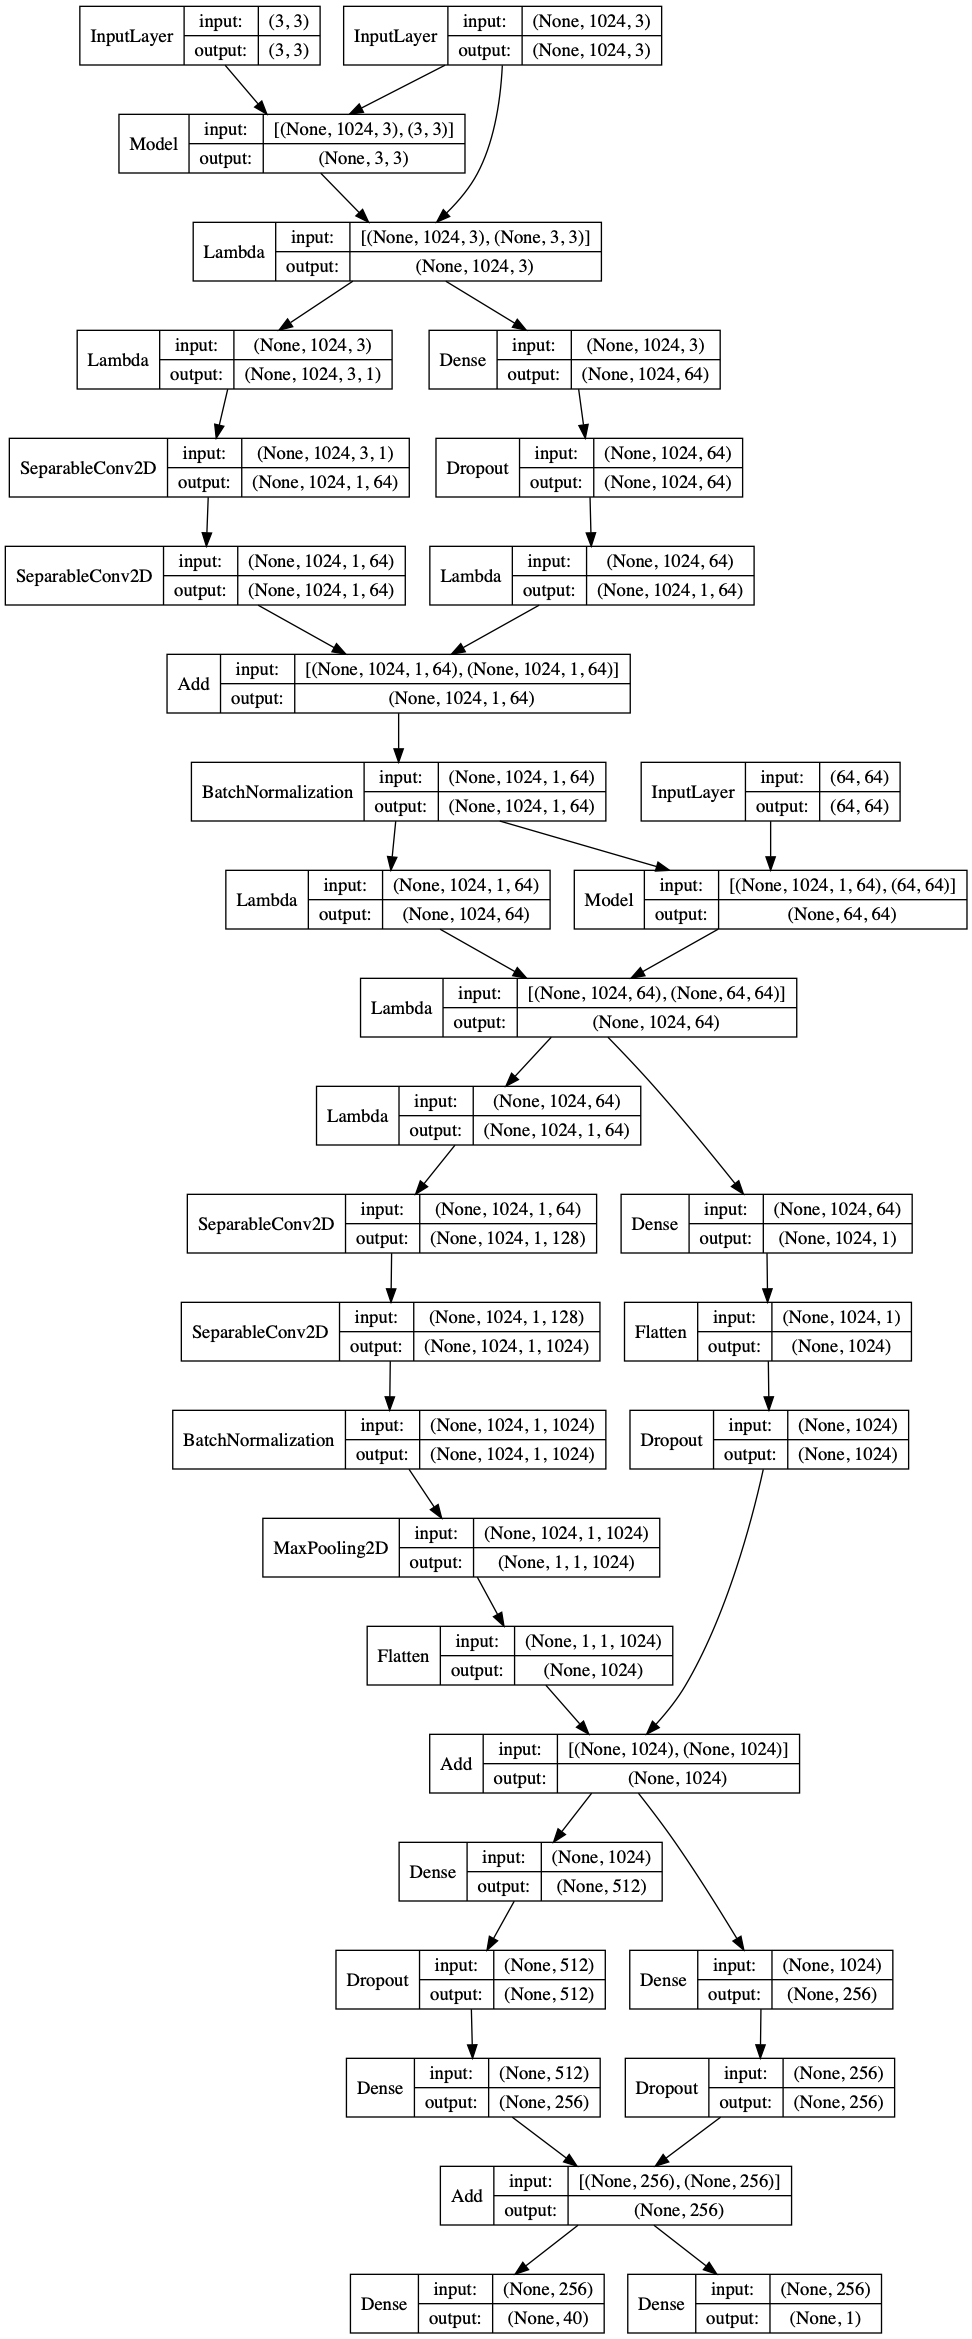 InputLayer
input: (3, 3)
output: (3, 3)
InputLayer
input: (None, 1024, 3)
output: (None, 1024, 3)
Model
input: [(None, 1024, 3), (3, 3)]
output: (None, 3, 3)
Lambda
input: [(None, 1024, 3), (None, 3, 3)]
output: (None, 1024, 3)
Lambda
input: (None, 1024, 3)
output: (None, 1024, 3, 1)
Dense
input: (None, 1024, 3)
output: (None, 1024, 64)
SeparableConv2D
input: (None, 1024, 3, 1)
output: (None, 1024, 1, 64)
Dropout
input: (None, 1024, 64)
output: (None, 1024, 64)
SeparableConv2D
input: (None, 1024, 1, 64)
output: (None, 1024, 1, 64)
Lambda
input: (None, 1024, 64)
output: (None, 1024, 1, 64)
Add
input: [(None, 1024, 1, 64), (None, 1024, 1, 64)]
output: (None, 1024, 1, 64)
BatchNormalization
input: (None, 1024, 1, 64)
output: (None, 1024, 1, 64)
InputLayer
input: (64, 64)
output: (64, 64)
Lambda
input: (None, 1024, 1, 64)
output: (None, 1024, 64)
Model
input: [(None, 1024, 1, 64), (64, 64)]
output: (None, 64, 64)
Lambda
input: [(None, 1024, 64), (None, 64, 64)]
output: (None, 1024, 64)
Lambda
input: (None, 1024, 64)
output: (None, 1024, 1, 64)
SeparableConv2D
input: (None, 1024, 1, 64)
output: (None, 1024, 1, 128)
Dense
input: (None, 1024, 64)
output: (None, 1024, 1)
SeparableConv2D
input: (None, 1024, 1, 128)
output: (None, 1024, 1, 1024)
Flatten
input: (None, 1024, 1)
output: (None, 1024)
BatchNormalization
input: (None, 1024, 1, 1024)
output: (None, 1024, 1, 1024)
Dropout
input: (None, 1024)
output: (None, 1024)
MaxPooling2D
input: (None, 1024, 1, 1024)
output: (None, 1, 1, 1024)
Flatten
input: (None, 1, 1, 1024)
output: (None, 1024)
Add
input: [(None, 1024), (None, 1024)]
output: (None, 1024)
Dense
input: (None, 1024)
output: (None, 512)
Dropout
input: (None, 512)
output: (None, 512)
Dense
input: (None, 1024)
output: (None, 256)
Dense
input: (None, 512)
output: (None, 256)
Dropout
input: (None, 256)
output: (None, 256)
Add
input: [(None, 256), (None, 256)]
output: (None, 256)
Dense
input: (None, 256)
output: (None, 40)
Dense
input: (None, 256)
output: (None, 1)